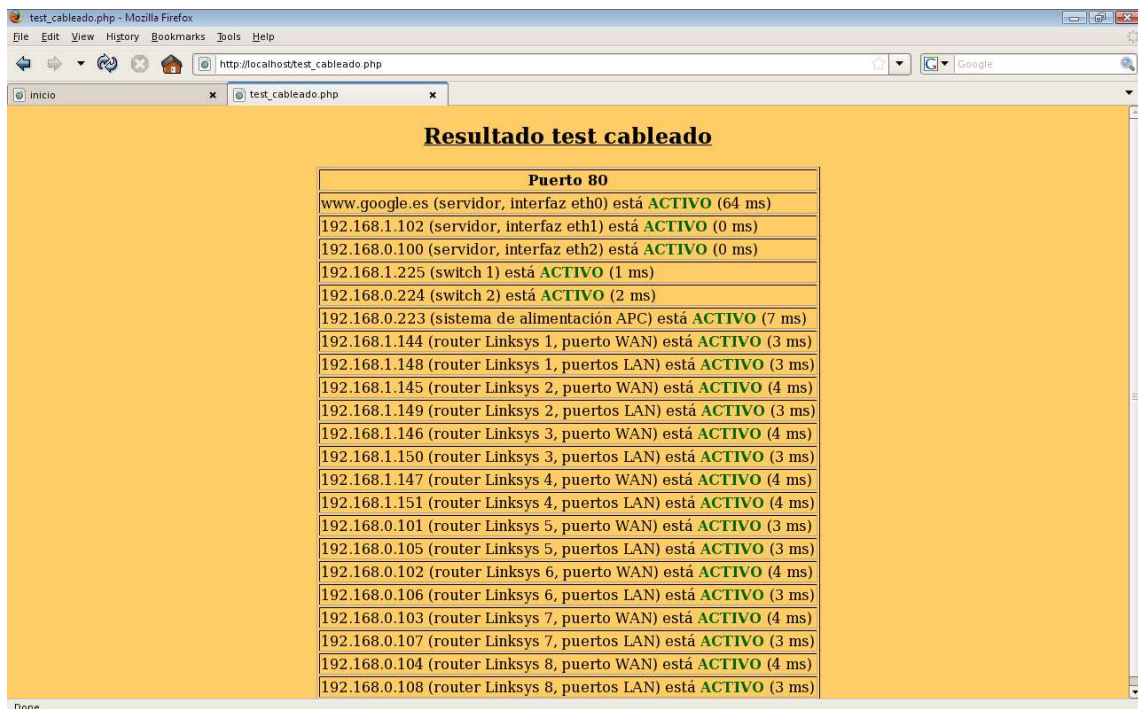 test_cableado.php - Mozilla Firefox
File Edit View History Bookmarks Tools Help
http://localhost/test_cableado.php
G Google
inicio
test_cableado.php
Resultado test cableado
Puerto 80
www.google.es (servidor, interfaz eth0) está ACTIVO (64 ms)
192.168.1.102 (servidor, interfaz eth1) está ACTIVO (0 ms)
192.168.0.100 (servidor, interfaz eth2) está ACTIVO (0 ms)
192.168.1.225 (switch 1) está ACTIVO (1 ms)
192.168.0.224 (switch 2) está ACTIVO (2 ms)
192.168.0.223 (sistema de alimentación APC) está ACTIVO (7 ms)
192.168.1.144 (router Linksys 1, puerto WAN) está ACTIVO (3 ms)
192.168.1.148 (router Linksys 1, puertos LAN) está ACTIVO (3 ms)
192.168.1.145 (router Linksys 2, puerto WAN) está ACTIVO (4 ms)
192.168.1.149 (router Linksys 2, puertos LAN) está ACTIVO (3 ms)
192.168.1.146 (router Linksys 3, puerto WAN) está ACTIVO (4 ms)
192.168.1.150 (router Linksys 3, puertos LAN) está ACTIVO (3 ms)
192.168.1.147 (router Linksys 4, puerto WAN) está ACTIVO (4 ms)
192.168.1.151 (router Linksys 4, puertos LAN) está ACTIVO (4 ms)
192.168.0.101 (router Linksys 5, puerto WAN) está ACTIVO (3 ms)
192.168.0.105 (router Linksys 5, puertos LAN) está ACTIVO (3 ms)
192.168.0.102 (router Linksys 6, puerto WAN) está ACTIVO (4 ms)
192.168.0.106 (router Linksys 6, puertos LAN) está ACTIVO (3 ms)
192.168.0.103 (router Linksys 7, puerto WAN) está ACTIVO (4 ms)
192.168.0.107 (router Linksys 7, puertos LAN) está ACTIVO (3 ms)
192.168.0.104 (router Linksys 8, puerto WAN) está ACTIVO (4 ms)
192.168.0.108 (router Linksys 8, puertos LAN) está ACTIVO (3 ms)
Done